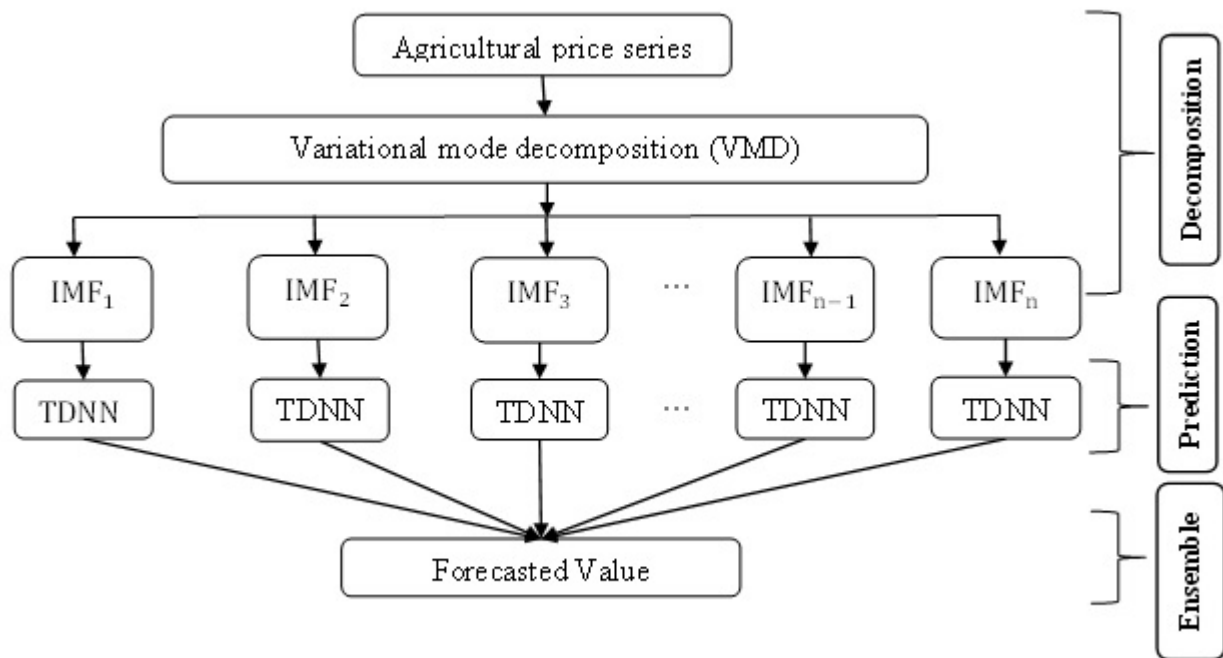 Agricultural price series
Variational mode decomposition (VMD)
IMF₁
IMF₂
IMF₃
...
IMFₙ₋₁
IMFₙ
TDNN
TDNN
TDNN
...
TDNN
TDNN
Forecasted Value
Decomposition
Prediction
Ensemble